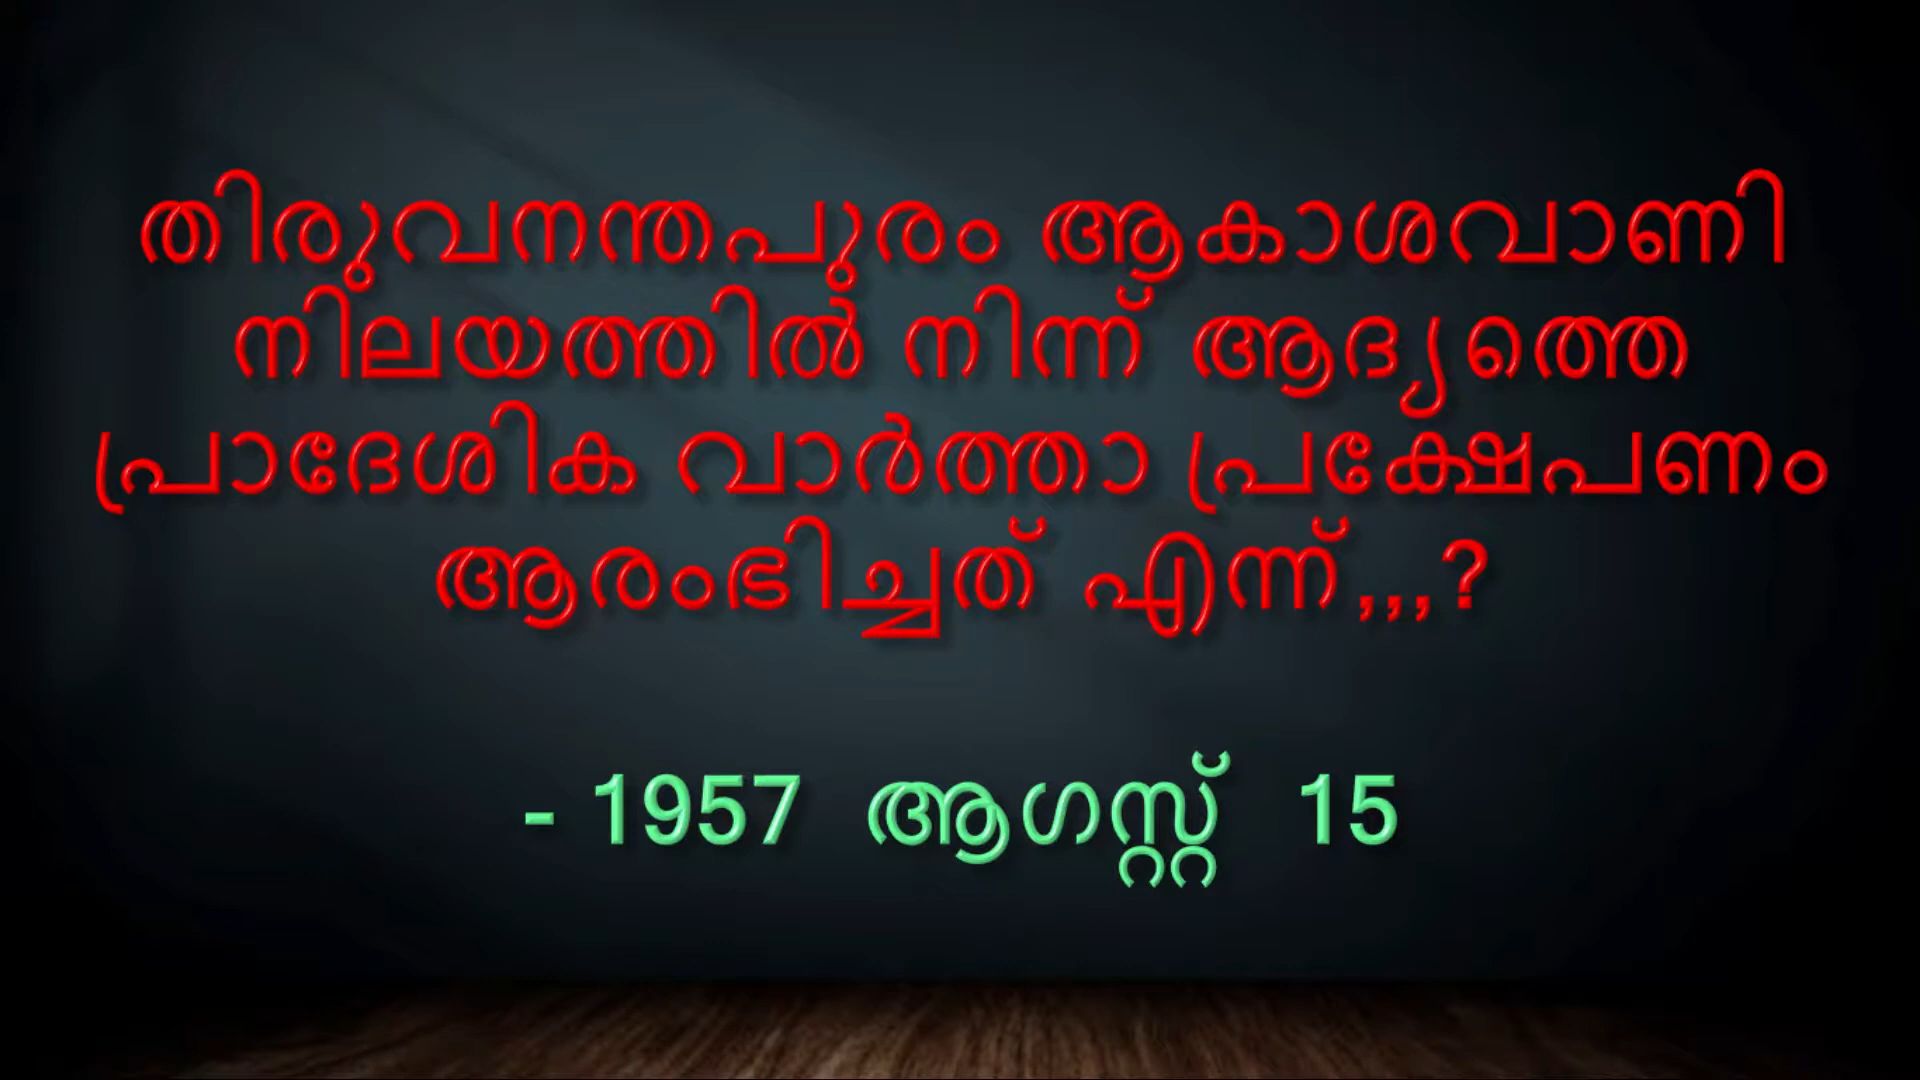 തിരുവനന്തപുരം ആകാശവാണി
നിലയത്തിൽ നിന്ന് ആദ്യത്തെ
പ്രാദേശിക വാർത്താ പ്രക്ഷേപണം
ആരംഭിച്ചത് എന്ന്,,,?
- 1957 ആഗസ്റ്റ് 15